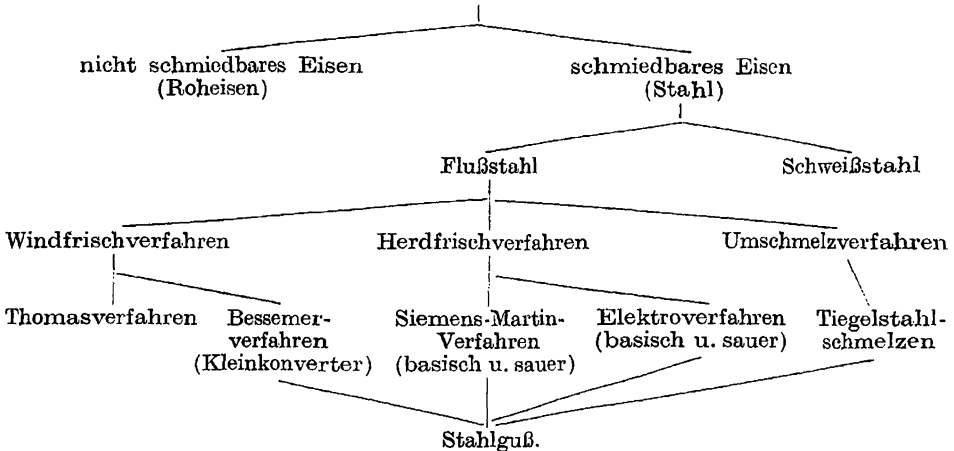 nicht schmiedbares Eisen
(Roheisen)
schmiedbares Eisen
(Stahl)
Flußstahl
Schweißstahl
Windfrischverfahren
Herdfrischverfahren
Umschmelzverfahren
Thomasverfahren
Bessemer-
verfahren
(Kleinkonverter)
Siemens-Martin-
Verfahren
(basisch u. sauer)
Elektroverfahren
(basisch u. sauer)
Tiegelstahl-
schmelzen
Stahlguß.